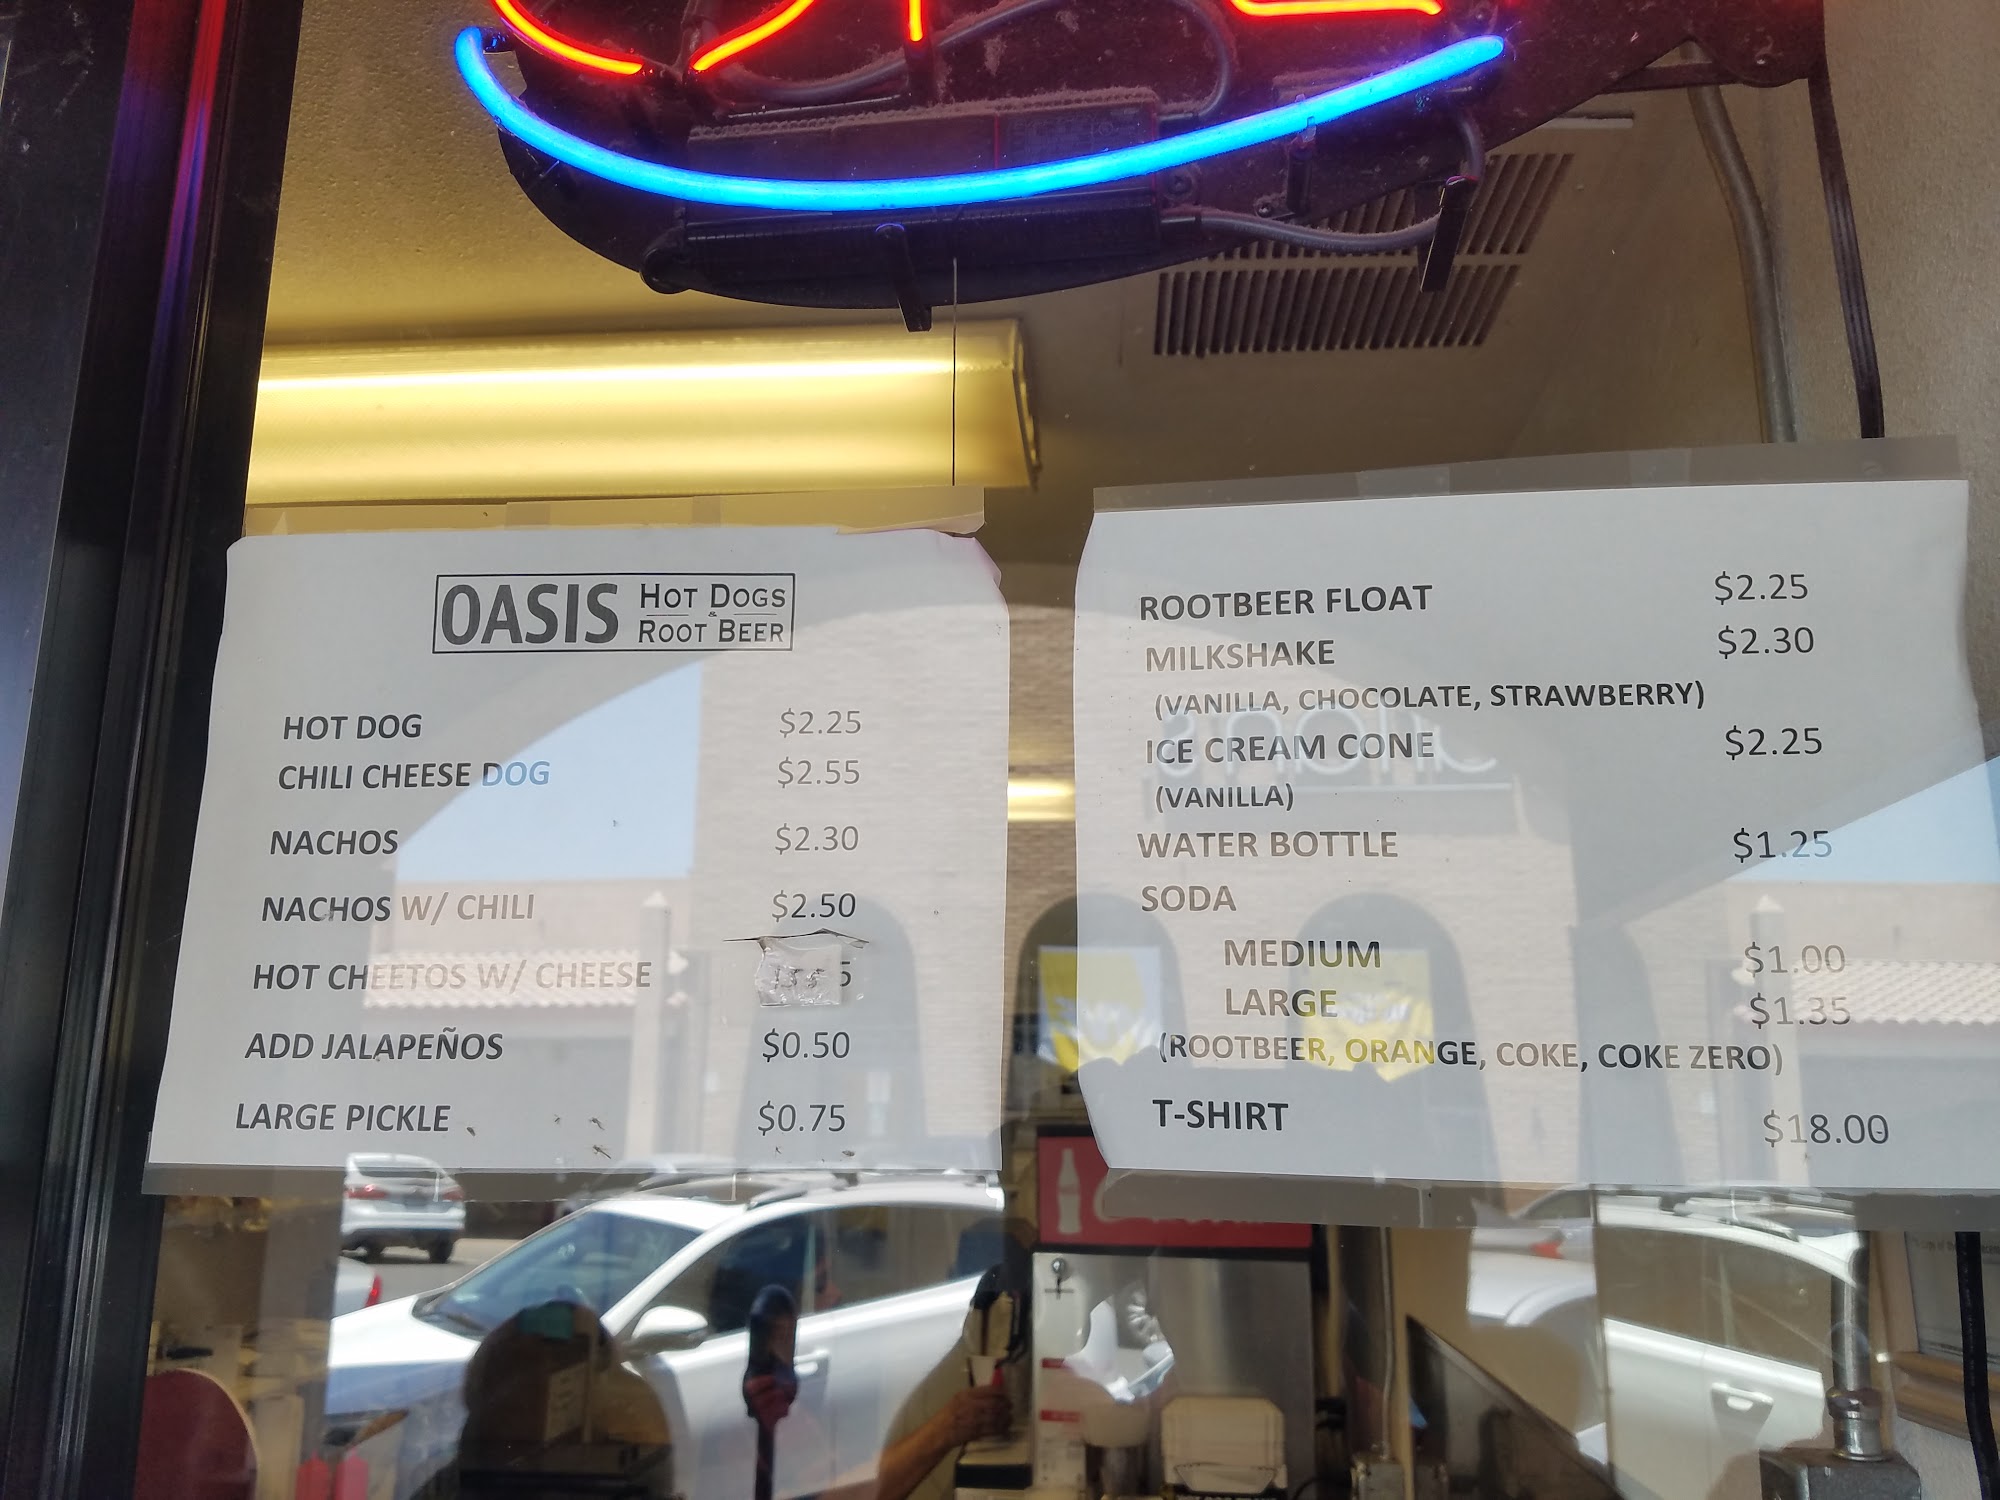 OASIS HOT DOGS & ROOT BEER
HOT DOG $2.25
CHILI CHEESE DOG $2.55
NACHOS $2.30
NACHOS W/ CHILI $2.50
HOT CHEETOS W/ CHEESE
ADD JALAPEÑOS $0.50
LARGE PICKLE $0.75
ROOTBEER FLOAT $2.25
MILKSHAKE $2.30
(VANILLA, CHOCOLATE, STRAWBERRY)
ICE CREAM CONE $2.25
(VANILLA)
WATER BOTTLE $1.25
SODA
MEDIUM $1.00
LARGE $1.35
(ROOTBEER, ORANGE, COKE, COKE ZERO)
T-SHIRT $18.00